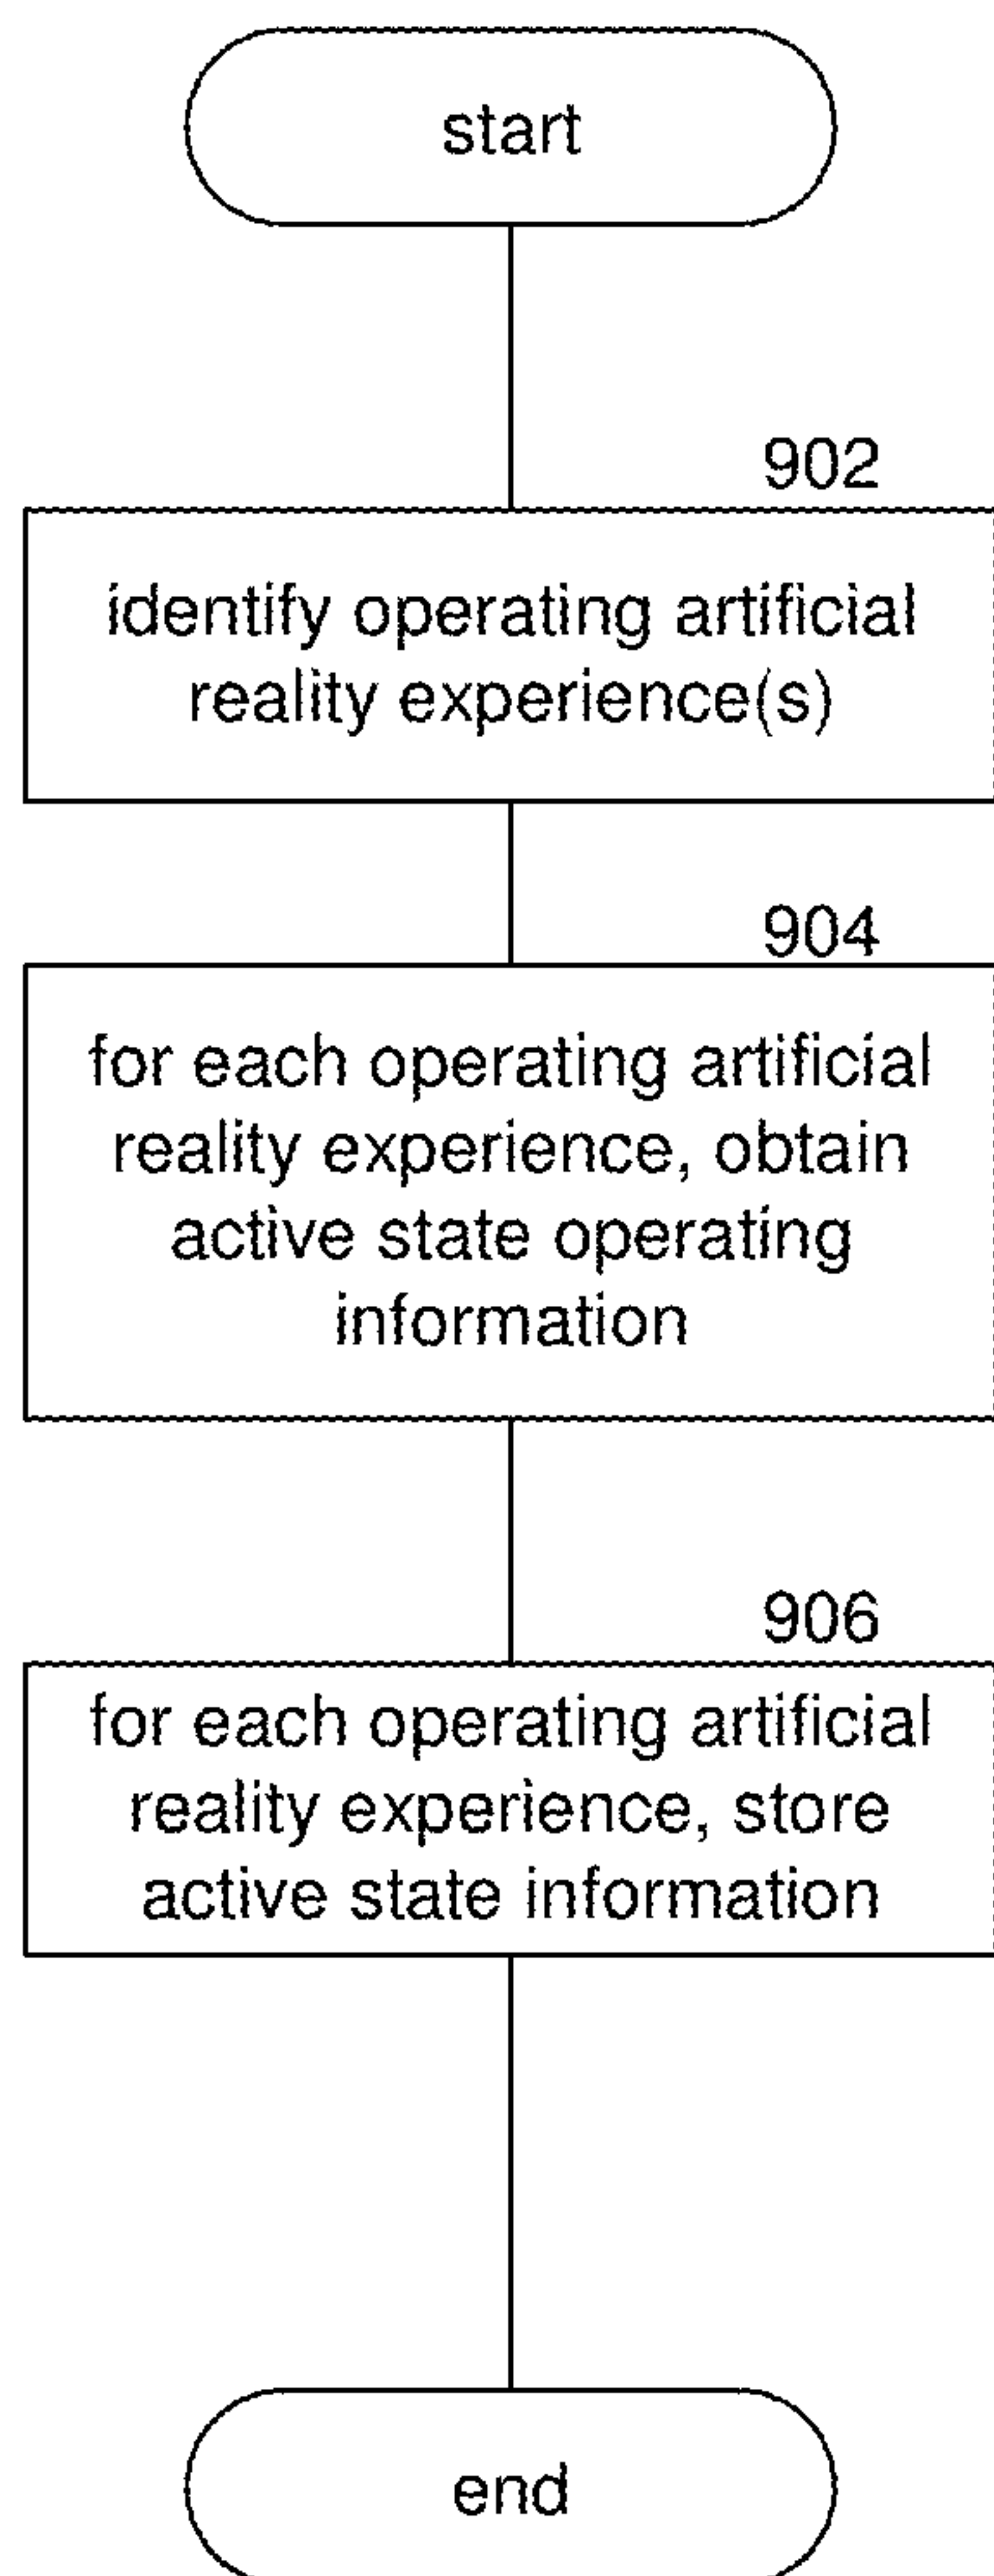 start
902
identify operating artificial
reality experience(s)
904
for each operating artificial
reality experience, obtain
active state operating
information
906
for each operating artificial
reality experience, store
active state information
end